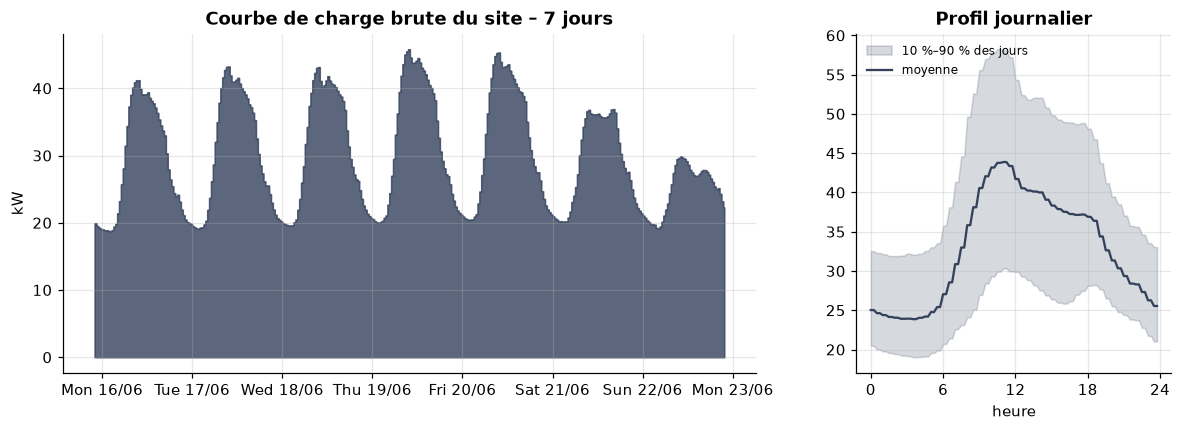 Courbe de charge brute du site – 7 jours
kW
40
30
20
10
0
Mon 16/06 Tue 17/06 Wed 18/06 Thu 19/06 Fri 20/06 Sat 21/06 Sun 22/06 Mon 23/06
Profil journalier
10 %–90 % des jours
moyenne
60
55
50
45
40
35
30
25
20
0 6 12 18 24
heure